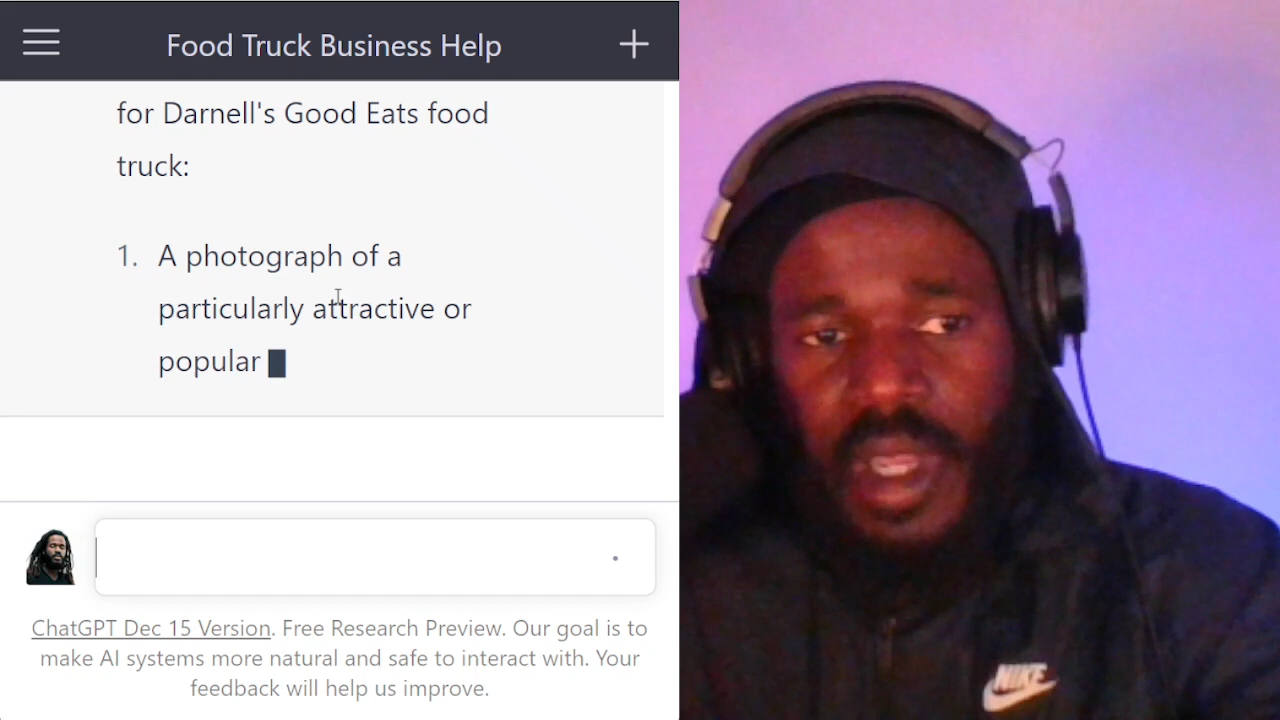 Food Truck Business Help
for Darnell's Good Eats food
truck:
1. A photograph of a
particularly attractive or
popular
ChatGPT Dec 15 Version. Free Research Preview. Our goal is to
make AI systems more natural and safe to interact with. Your
feedback will help us improve.
NIKE